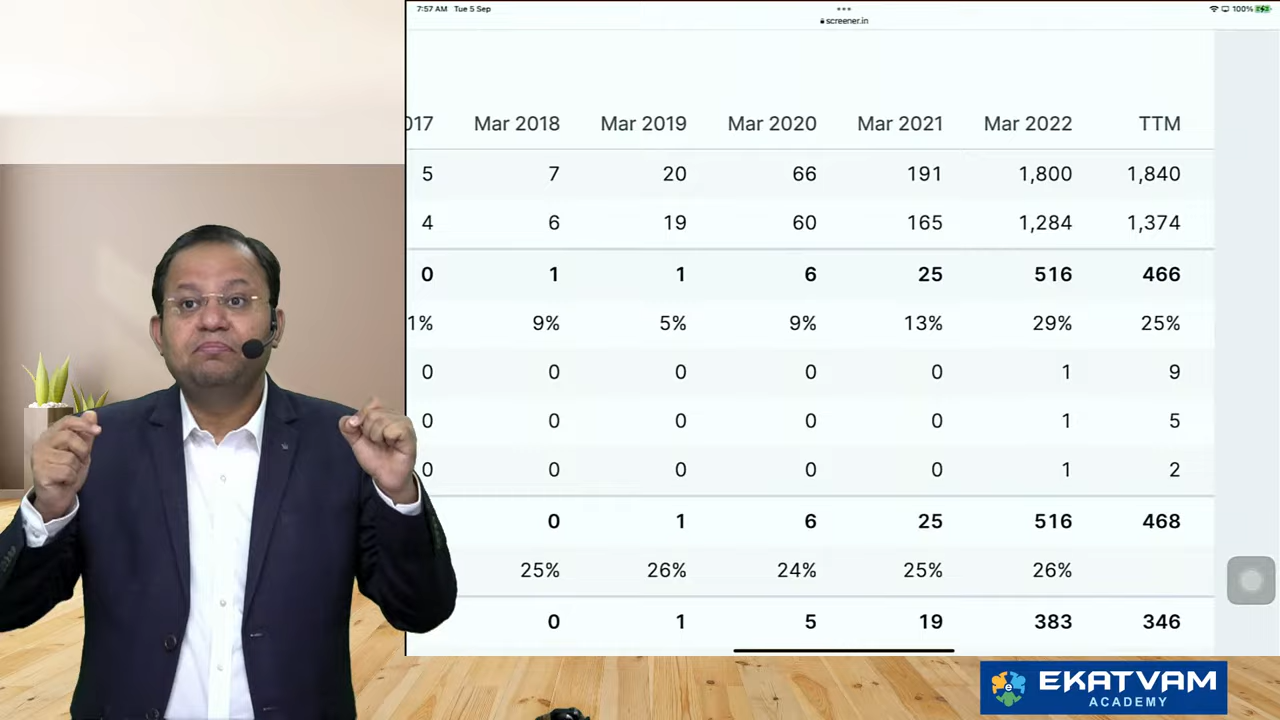 7:57 AM Tue 5 Sep
100%
screener.in
017 Mar 2018 Mar 2019 Mar 2020 Mar 2021 Mar 2022 TTM
5 7 20 66 191 1,800 1,840
4 6 19 60 165 1,284 1,374
0 1 1 6 25 516 466
1% 9% 5% 9% 13% 29% 25%
0 0 0 0 0 1 9
0 0 0 0 0 1 5
0 0 0 0 0 1 2
0 1 6 25 516 468
25% 26% 24% 25% 26%
0 1 5 19 383 346
EKATVAM
ACADEMY